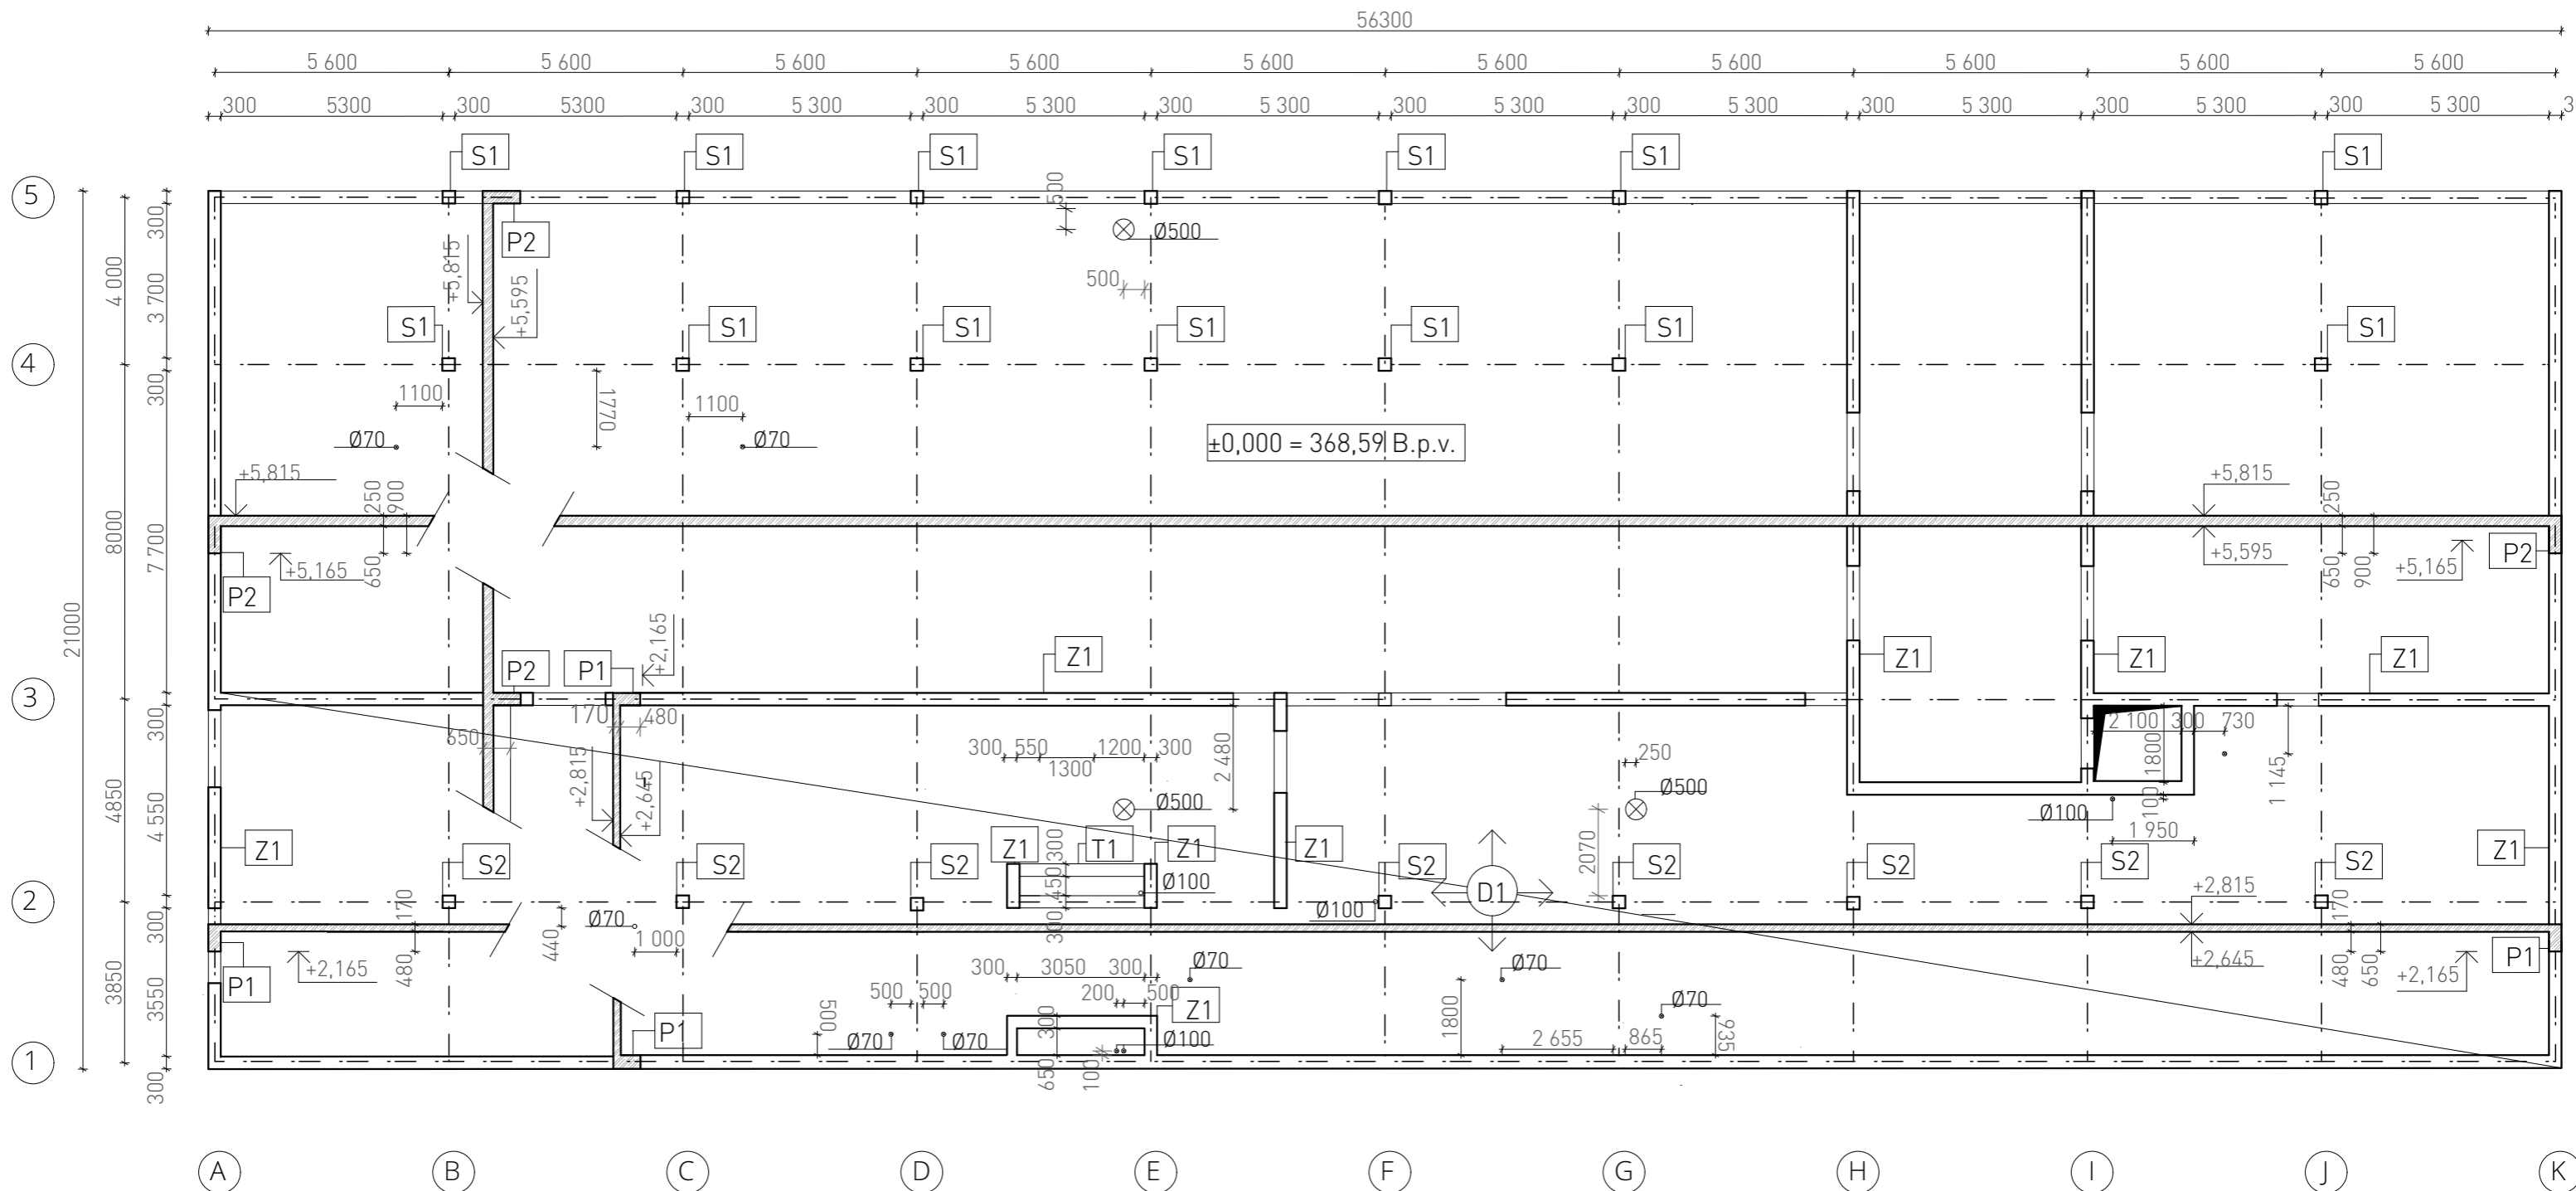 56300
5 600 5 600 5 600 5 600 5 600 5 600 5 600 5 600 5 600 5 600
300 5300 300 5300 300 5 300 300 5 300 300 5 300 300 5 300 300 5 300 300 5 300 300 5 300 300 5 300 3
S1 S1 S1 S1 S1 S1 S1
5
300
500
Ø500
P2
+5,815
+5,595
4 000
3 700
500
S1 S1 S1 S1 S1 S1 S1
4
300
1100
1770
1100
Ø70
Ø70
±0,000 = 368,59 B.p.v.
+5,815
250
900
+5,815
250
8000
7 700
+5,165
650
+5,595
650
900
+5,165
P2
P2
21000
+2,165
P2
P1
Z1
Z1
Z1
Z1
3
300
170
480
650
2 100 300 730
300 550 1200 300
1300
2 480
250
1800
1 145
+2,815
+2,645
4850
4 550
Ø500
Ø500
100
Ø100
1 950
Z1
S2
S2
S2
Z1
300
T1
Z1
Z1
2070
S2
S2
S2
S2
S2
Z1
450
Ø100
D1
2
300
170
440
Ø70
1 000
300
Ø100
+2,815
170
+2,645
480
650
+2,165
P1
480
+2,165
P1
3850
3550
300 3050 300
Ø70
Ø70
500 500
200 500
Z1
Ø70
500
300
1800
935
P1
Ø70
Ø70
Ø100
2 655
865
1
300
650
100
A B C D E F G H I J K